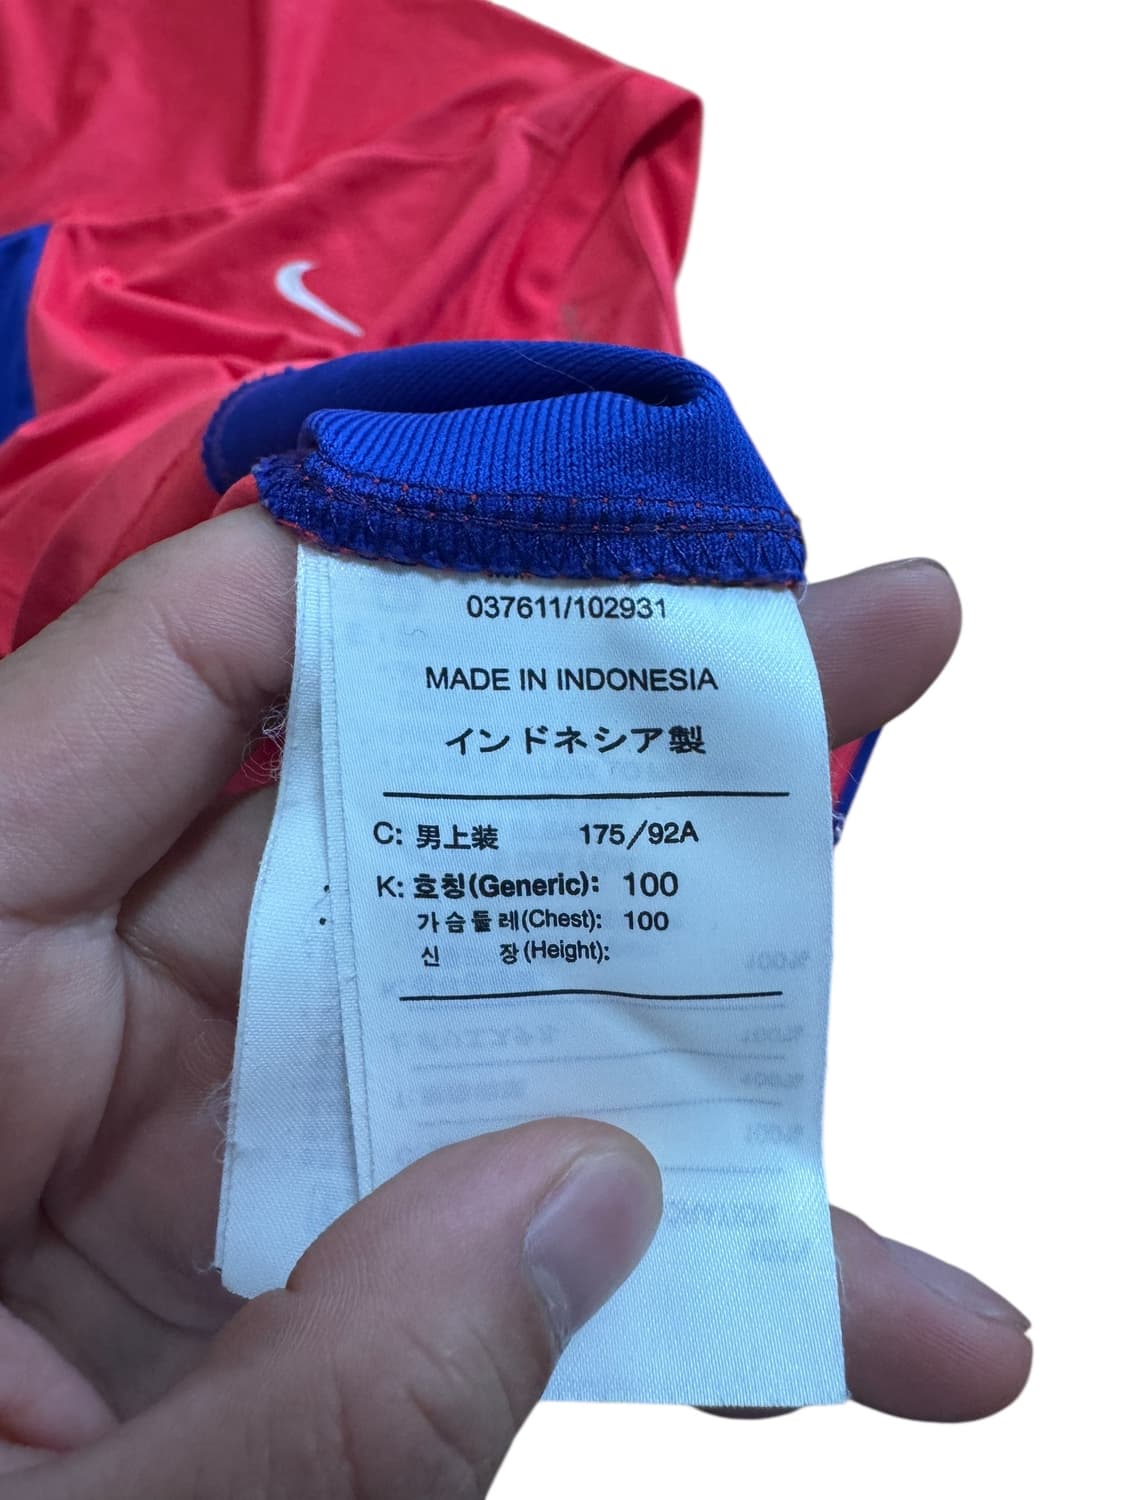 037611/102931
MADE IN INDONESIA
インドネシア製
C: 男上装 175/92A
K: 호칭(Generic): 100
가슴둘레(Chest): 100
신 장(Height):